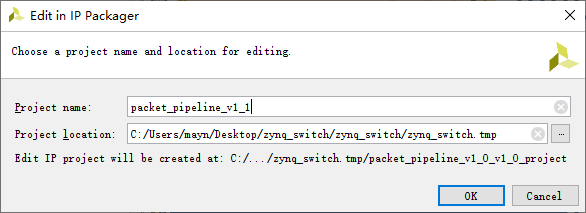 Edit in IP Packager
Choose a project name and location for editing.
Project name: packet_pipeline_v1_1
Project location: C:/Users/mayn/Desktop/zynq_switch/zynq_switch/zynq_switch.tmp ...
Edit IP project will be created at: C:/.../zynq_switch.tmp/packet_pipeline_v1_0_v1_0_project
OK Cancel